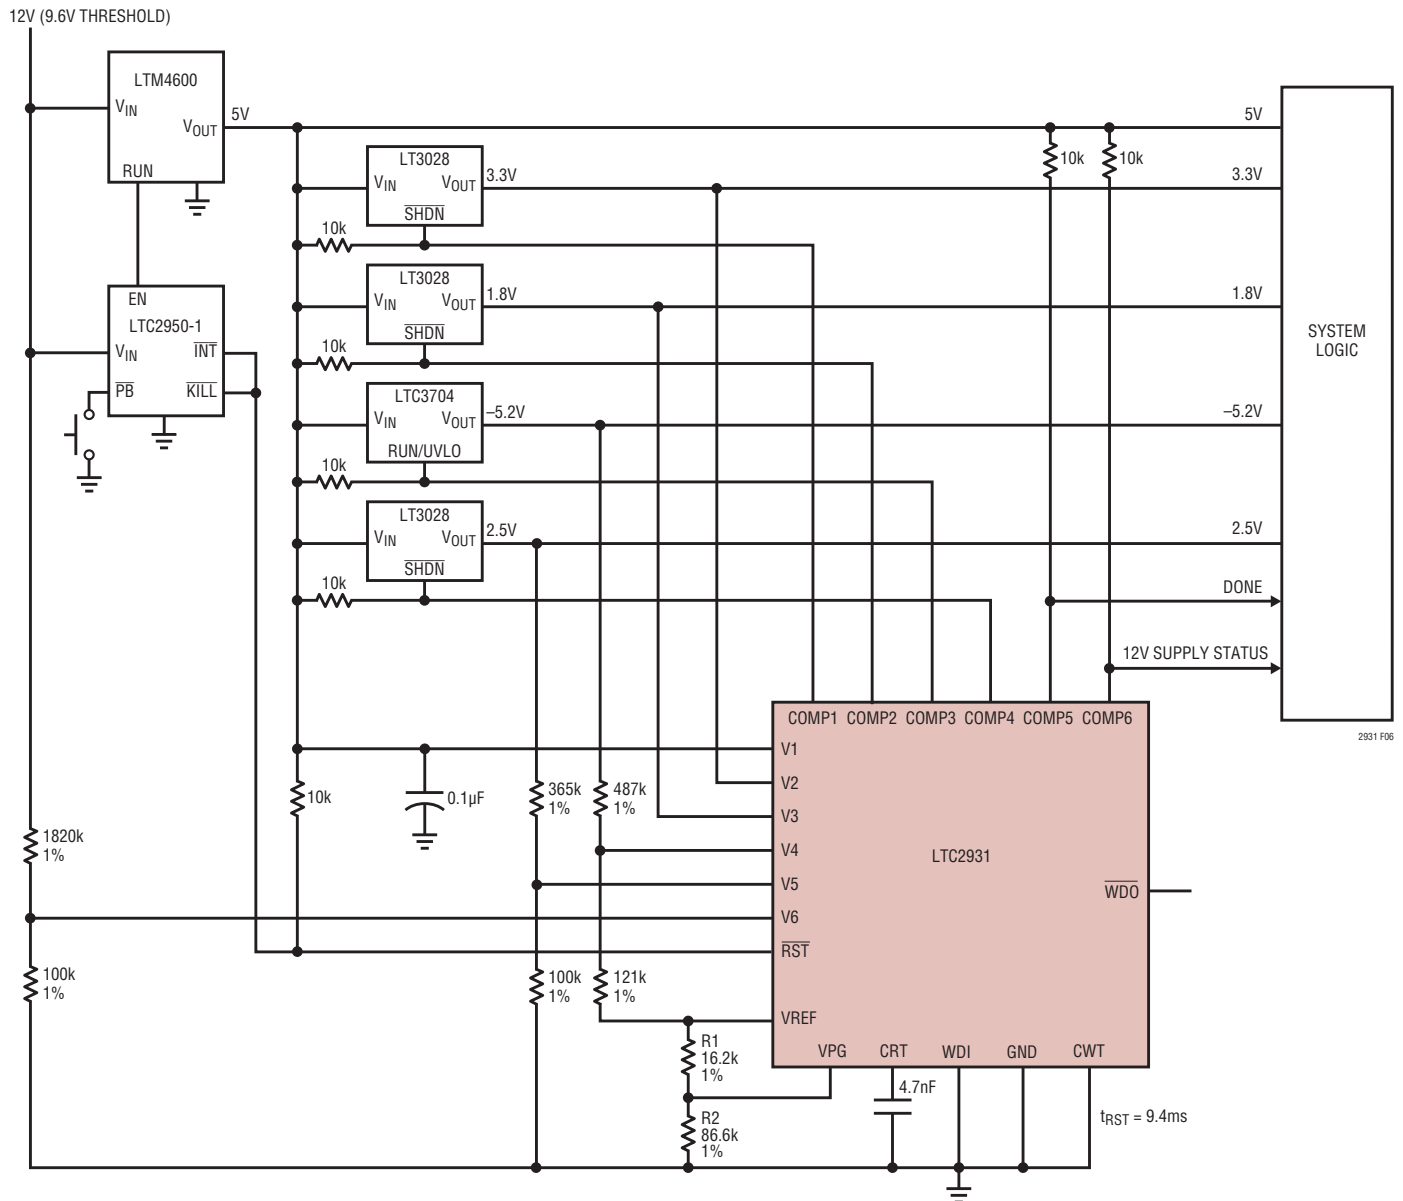 12V (9.6V THRESHOLD)
LTM4600
VIN
VOUT
RUN
5V
LT3028
VIN
VOUT
SHDN
3.3V
10k
LT3028
VIN
VOUT
SHDN
1.8V
10k
LTC3704
VIN
VOUT
RUN/UVLO
–5.2V
10k
LT3028
VIN
VOUT
SHDN
2.5V
10k
EN
LTC2950-1
VIN
INT
PB
KILL
10k
10k
5V
3.3V
1.8V
–5.2V
2.5V
DONE
12V SUPPLY STATUS
SYSTEM
LOGIC
2931 F06
COMP1
COMP2
COMP3
COMP4
COMP5
COMP6
V1
V2
V3
V4
V5
V6
RST
VREF
LTC2931
WDO
VPG
CRT
WDI
GND
CWT
10k
0.1µF
365k
1%
487k
1%
1820k
1%
100k
1%
100k
1%
121k
1%
R1
16.2k
1%
R2
86.6k
1%
4.7nF
tRST = 9.4ms